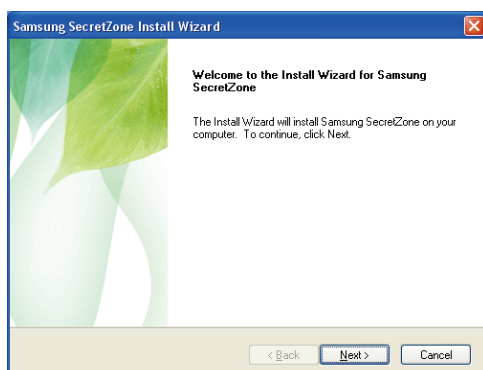 Samsung SecretZone Install Wizard
Welcome to the Install Wizard for Samsung
SecretZone
The Install Wizard will install Samsung SecretZone on your
computer. To continue, click Next.
< Back Next > Cancel